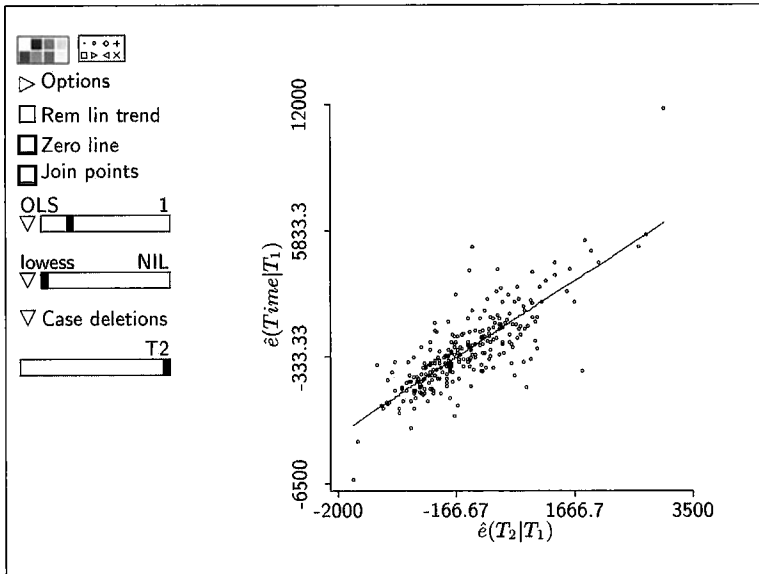 Options
Rem lin trend
Zero line
Join points
OLS 1
lowess NIL
Case deletions
T2
ê(Time|T₁)
12000
5833.3
-333.33
-6500
-2000 -166.67 1666.7 3500
ê(T₂|T₁)